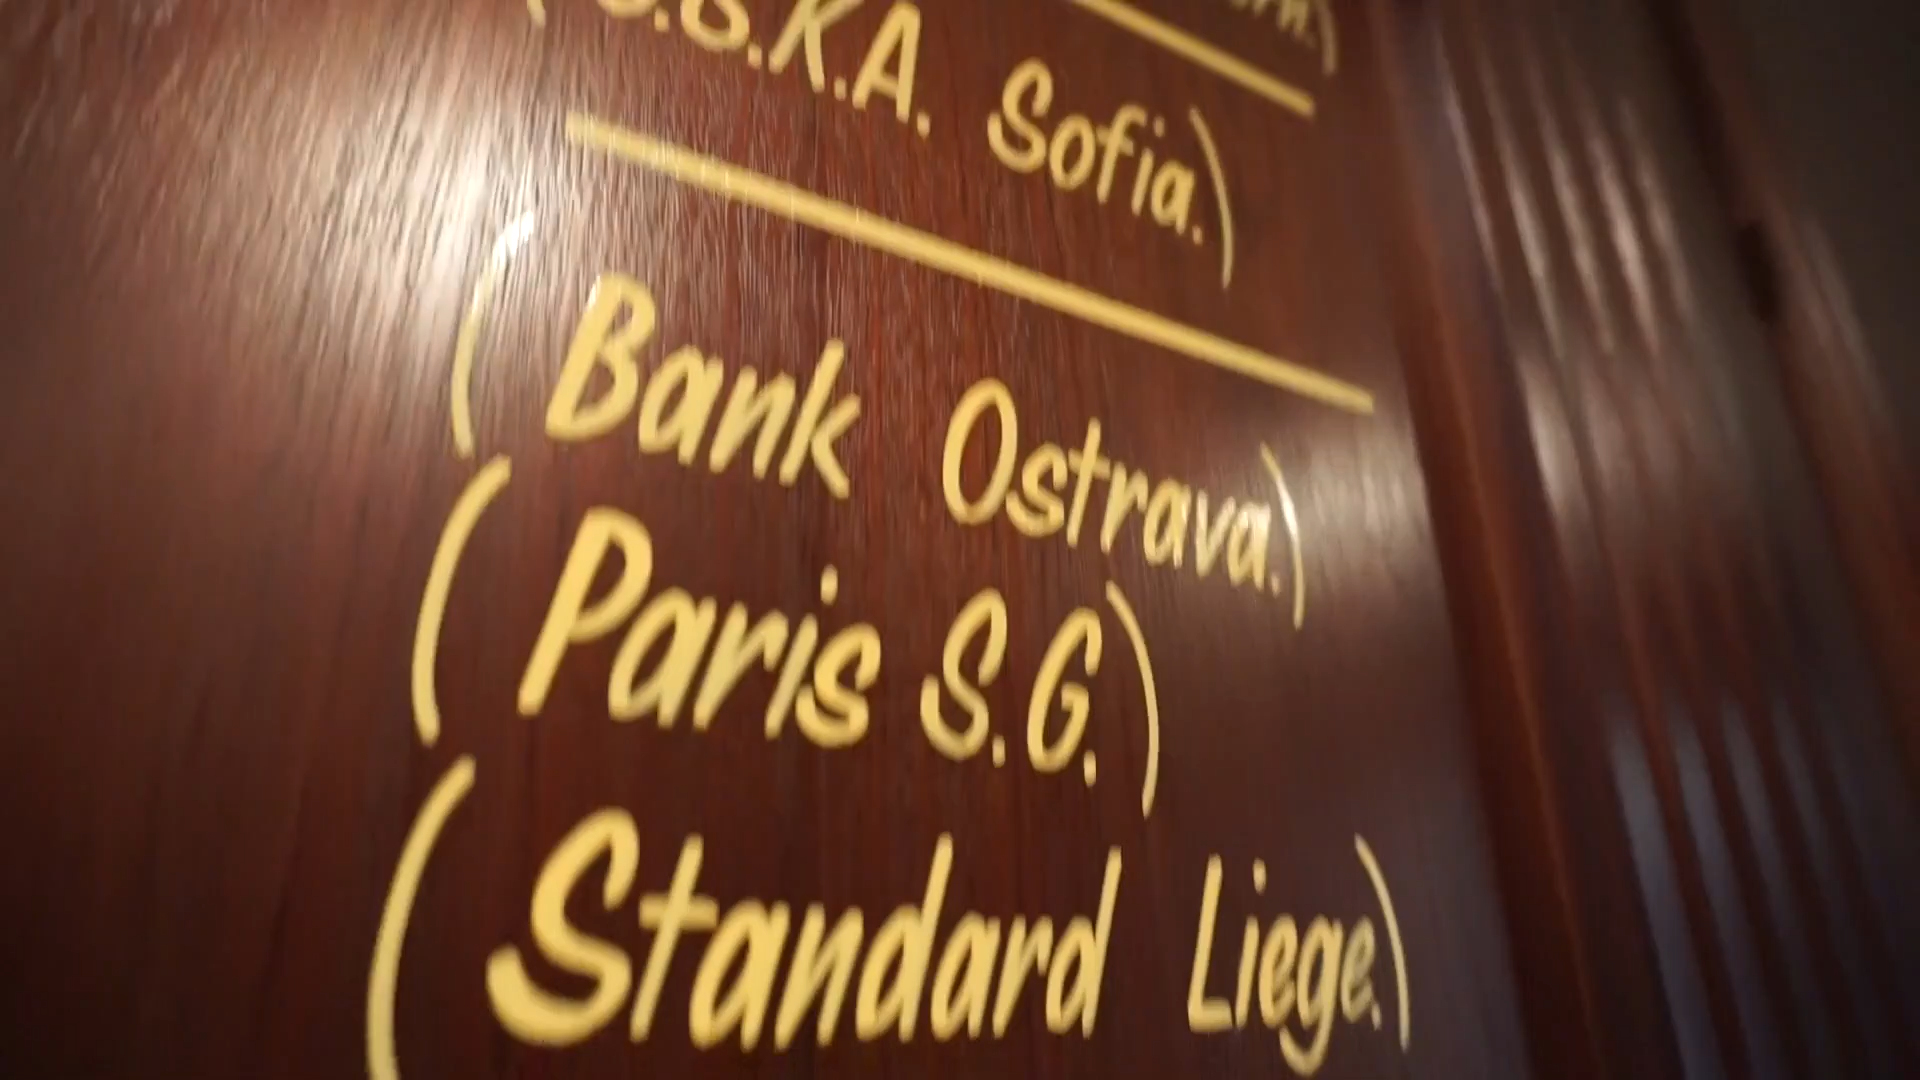 S.K.A. Sofia.)
(Bank Ostrava.)
(Paris S.G.)
(Standard Liege.)